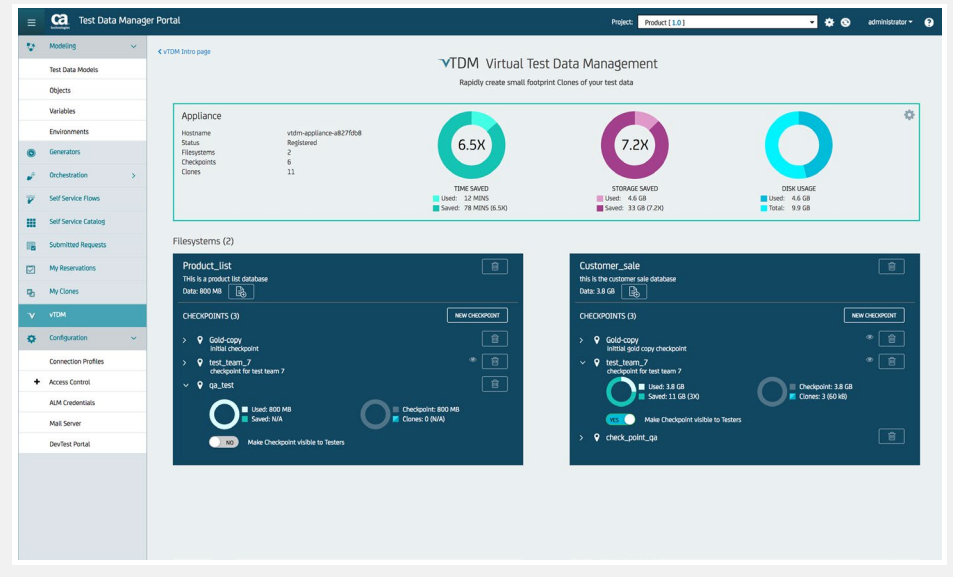 ca technologies
Test Data Manager Portal
Project: Product [ 1.0 ]
administrator
?
Modeling
Test Data Models
Objects
Variables
Environments
Generators
Orchestration
Self Service Flows
Self Service Catalog
Submitted Requests
My Reservations
My Clones
vTDM
Configuration
Connection Profiles
Access Control
ALM Credentials
Mail Server
DevTest Portal
vTDM Intro page
vTDM Virtual Test Data Management
Rapidly create small footprint Clones of your test data
Appliance
Hostname vtdm-appliance-a827fdb8
Status Registered
Filesystems 2
Checkpoints 6
Clones 11
6.5X
TIME SAVED
Used: 12 MINS
Saved: 78 MINS (6.5X)
7.2X
STORAGE SAVED
Used: 4.6 GB
Saved: 33 GB (7.2X)
DISK USAGE
Used: 4.6 GB
Total: 9.9 GB
Filesystems (2)
Product_list
THis is a product list database
Data: 800 MB
CHECKPOINTS (3)
NEW CHECKPOINT
Gold-copy
initial checkpoint
test_team_7
checkpoint for test team 7
qa_test
Used: 800 MB
Saved: N/A
Checkpoint: 800 MB
Clones: 0 (N/A)
NO Make Checkpoint visible to Testers
Customer_sale
this is the customer sale database
Data: 3.8 GB
CHECKPOINTS (3)
NEW CHECKPOINT
Gold-copy
inittial gold copy checkpoint
test_team_7
checkpoint for test team 7
Used: 3.8 GB
Saved: 11 GB (3X)
Checkpoint: 3.8 GB
Clones: 3 (60 kB)
YES Make Checkpoint visible to Testers
check_point_qa